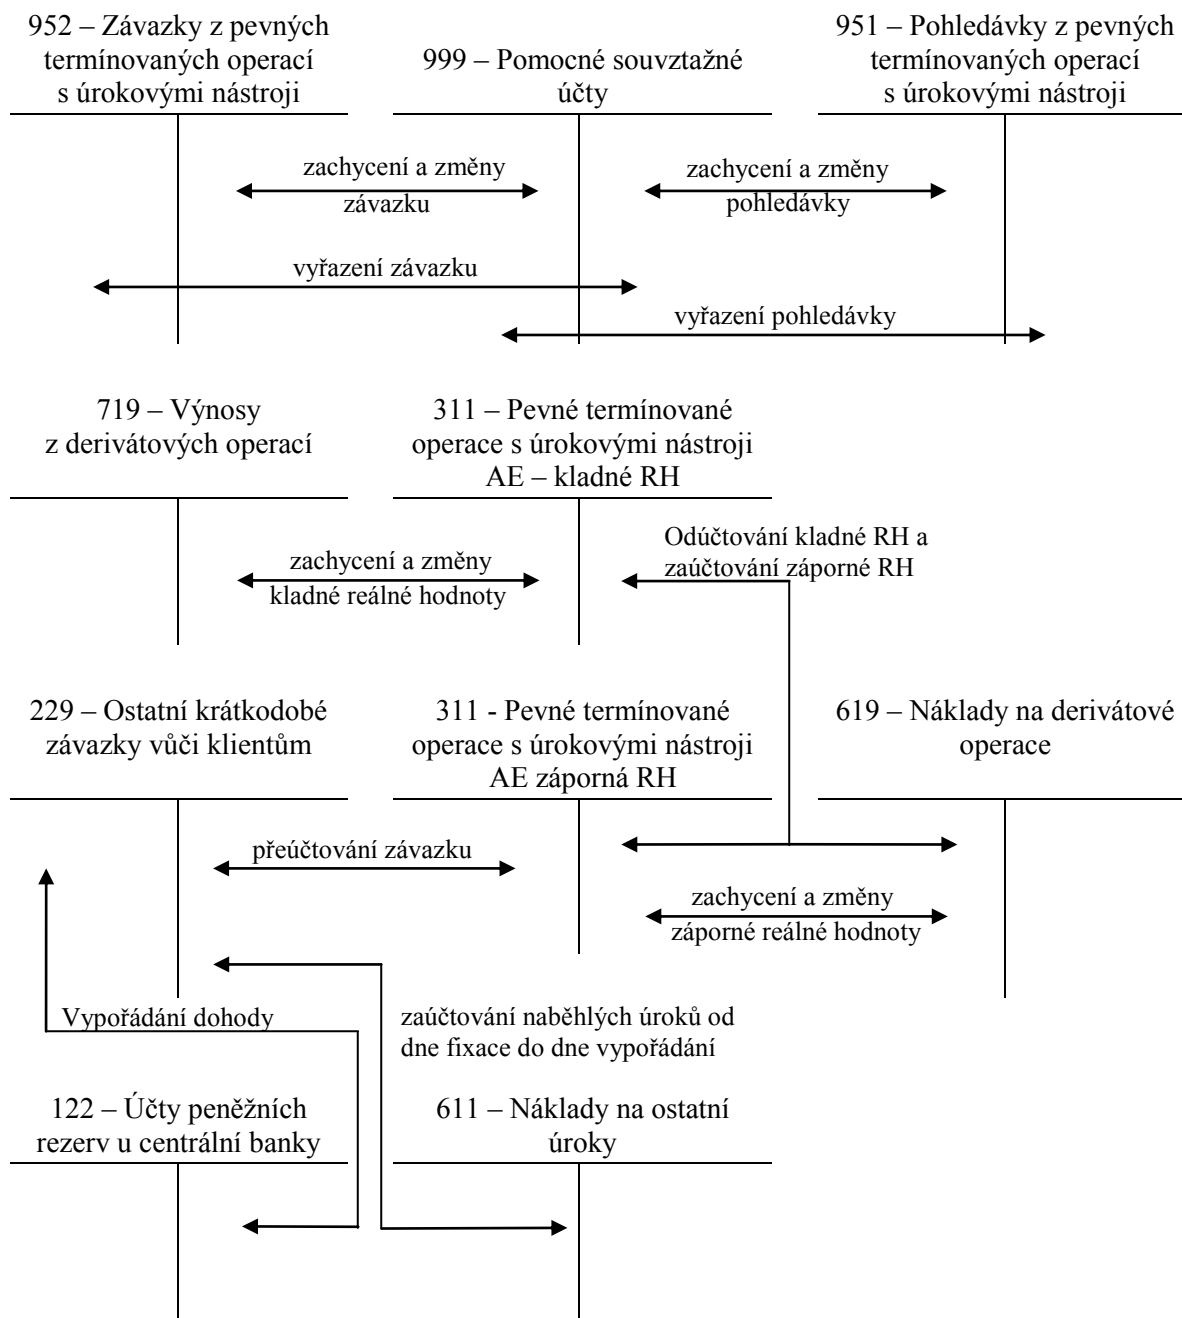 952 – Závazky z pevných
termínovaných operací
s úrokovými nástroji
999 – Pomocné souvztažné
účty
951 – Pohledávky z pevných
termínovaných operací
s úrokovými nástroji
zachycení a změny
závazku
zachycení a změny
pohledávky
vyřazení závazku
vyřazení pohledávky
719 – Výnosy
z derivátových operací
311 – Pevné termínované
operace s úrokovými nástroji
AE – kladné RH
zachycení a změny
kladné reálné hodnoty
Odúčtování kladné RH a
zaúčtování záporné RH
229 – Ostatní krátkodobé
závazky vůči klientům
311 - Pevné termínované
operace s úrokovými nástroji
AE záporná RH
619 – Náklady na derivátové
operace
přeúčtování závazku
zachycení a změny
záporné reálné hodnoty
Vypořádání dohody
zaúčtování naběhlých úroků od
dne fixace do dne vypořádání
122 – Účty peněžních
rezerv u centrální banky
611 – Náklady na ostatní
úroky